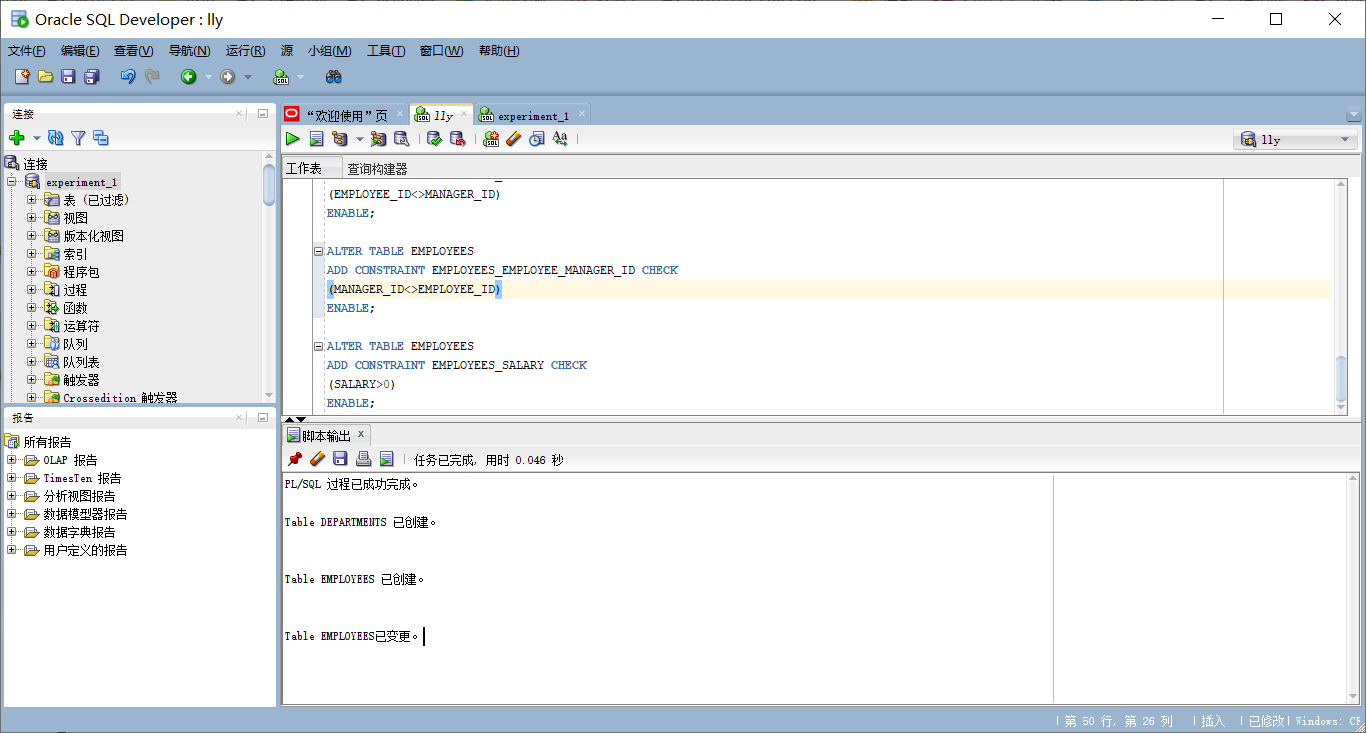 Oracle SQL Developer : lly
文件(F) 编辑(E) 查看(V) 导航(N) 运行(R) 源 小组(M) 工具(T) 窗口(W) 帮助(H)
连接
连接
experiment_1
表 (已过滤)
视图
版本化视图
索引
程序包
过程
函数
运算符
队列
队列表
触发器
Crossedition 触发器
报告
所有报告
OLAP 报告
TimesTen 报告
分析视图报告
数据模型器报告
数据字典报告
用户定义的报告
“欢迎使用”页 lly experiment_1
lly
工作表 查询构建器
(EMPLOYEE_ID<>MANAGER_ID)
ENABLE;
ALTER TABLE EMPLOYEES
ADD CONSTRAINT EMPLOYEES_EMPLOYEE_MANAGER_ID CHECK
(MANAGER_ID<>EMPLOYEE_ID)
ENABLE;
ALTER TABLE EMPLOYEES
ADD CONSTRAINT EMPLOYEES_SALARY CHECK
(SALARY>0)
ENABLE;
脚本输出 x
任务已完成, 用时 0.046 秒
PL/SQL 过程已成功完成。
Table DEPARTMENTS 已创建。
Table EMPLOYEES 已创建。
Table EMPLOYEES已变更。
第 50 行, 第 26 列 | 插入 | 已修改| Windows: CF